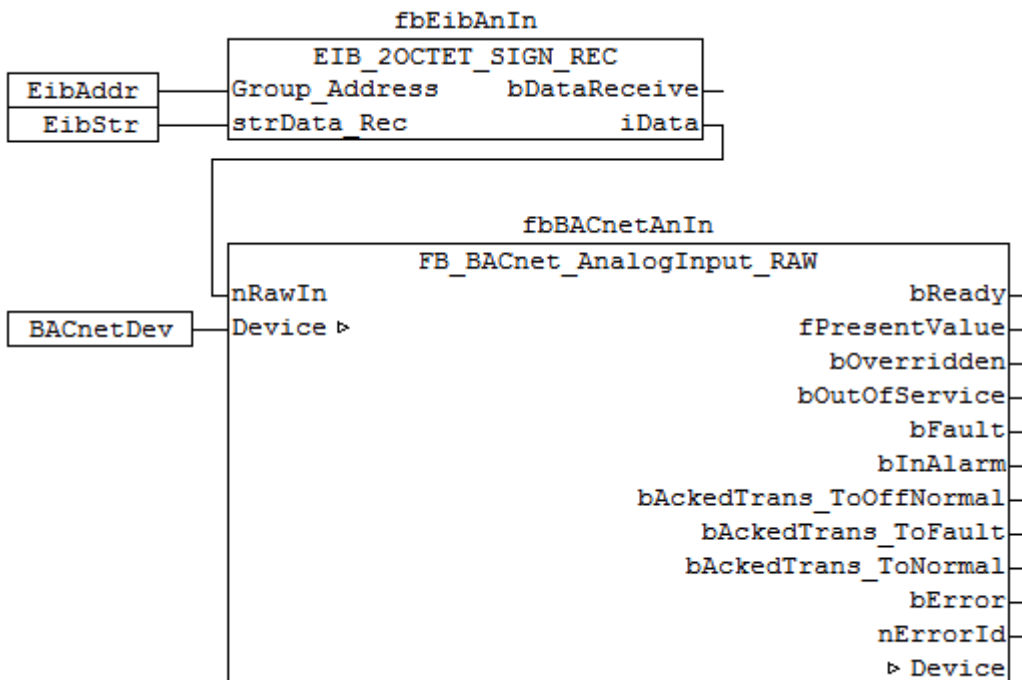 fbEibAnIn
EIB_2OCTET_SIGN_REC
EibAddr Group_Address bDataReceive
EibStr strData_Rec iData
fbBACnetAnIn
FB_BACnet_AnalogInput_RAW
nRawIn bReady
BACnetDev Device fPresentValue
bOverridden
bOutOfService
bFault
bInAlarm
bAckedTrans_ToOffNormal
bAckedTrans_ToFault
bAckedTrans_ToNormal
bError
nErrorId
Device